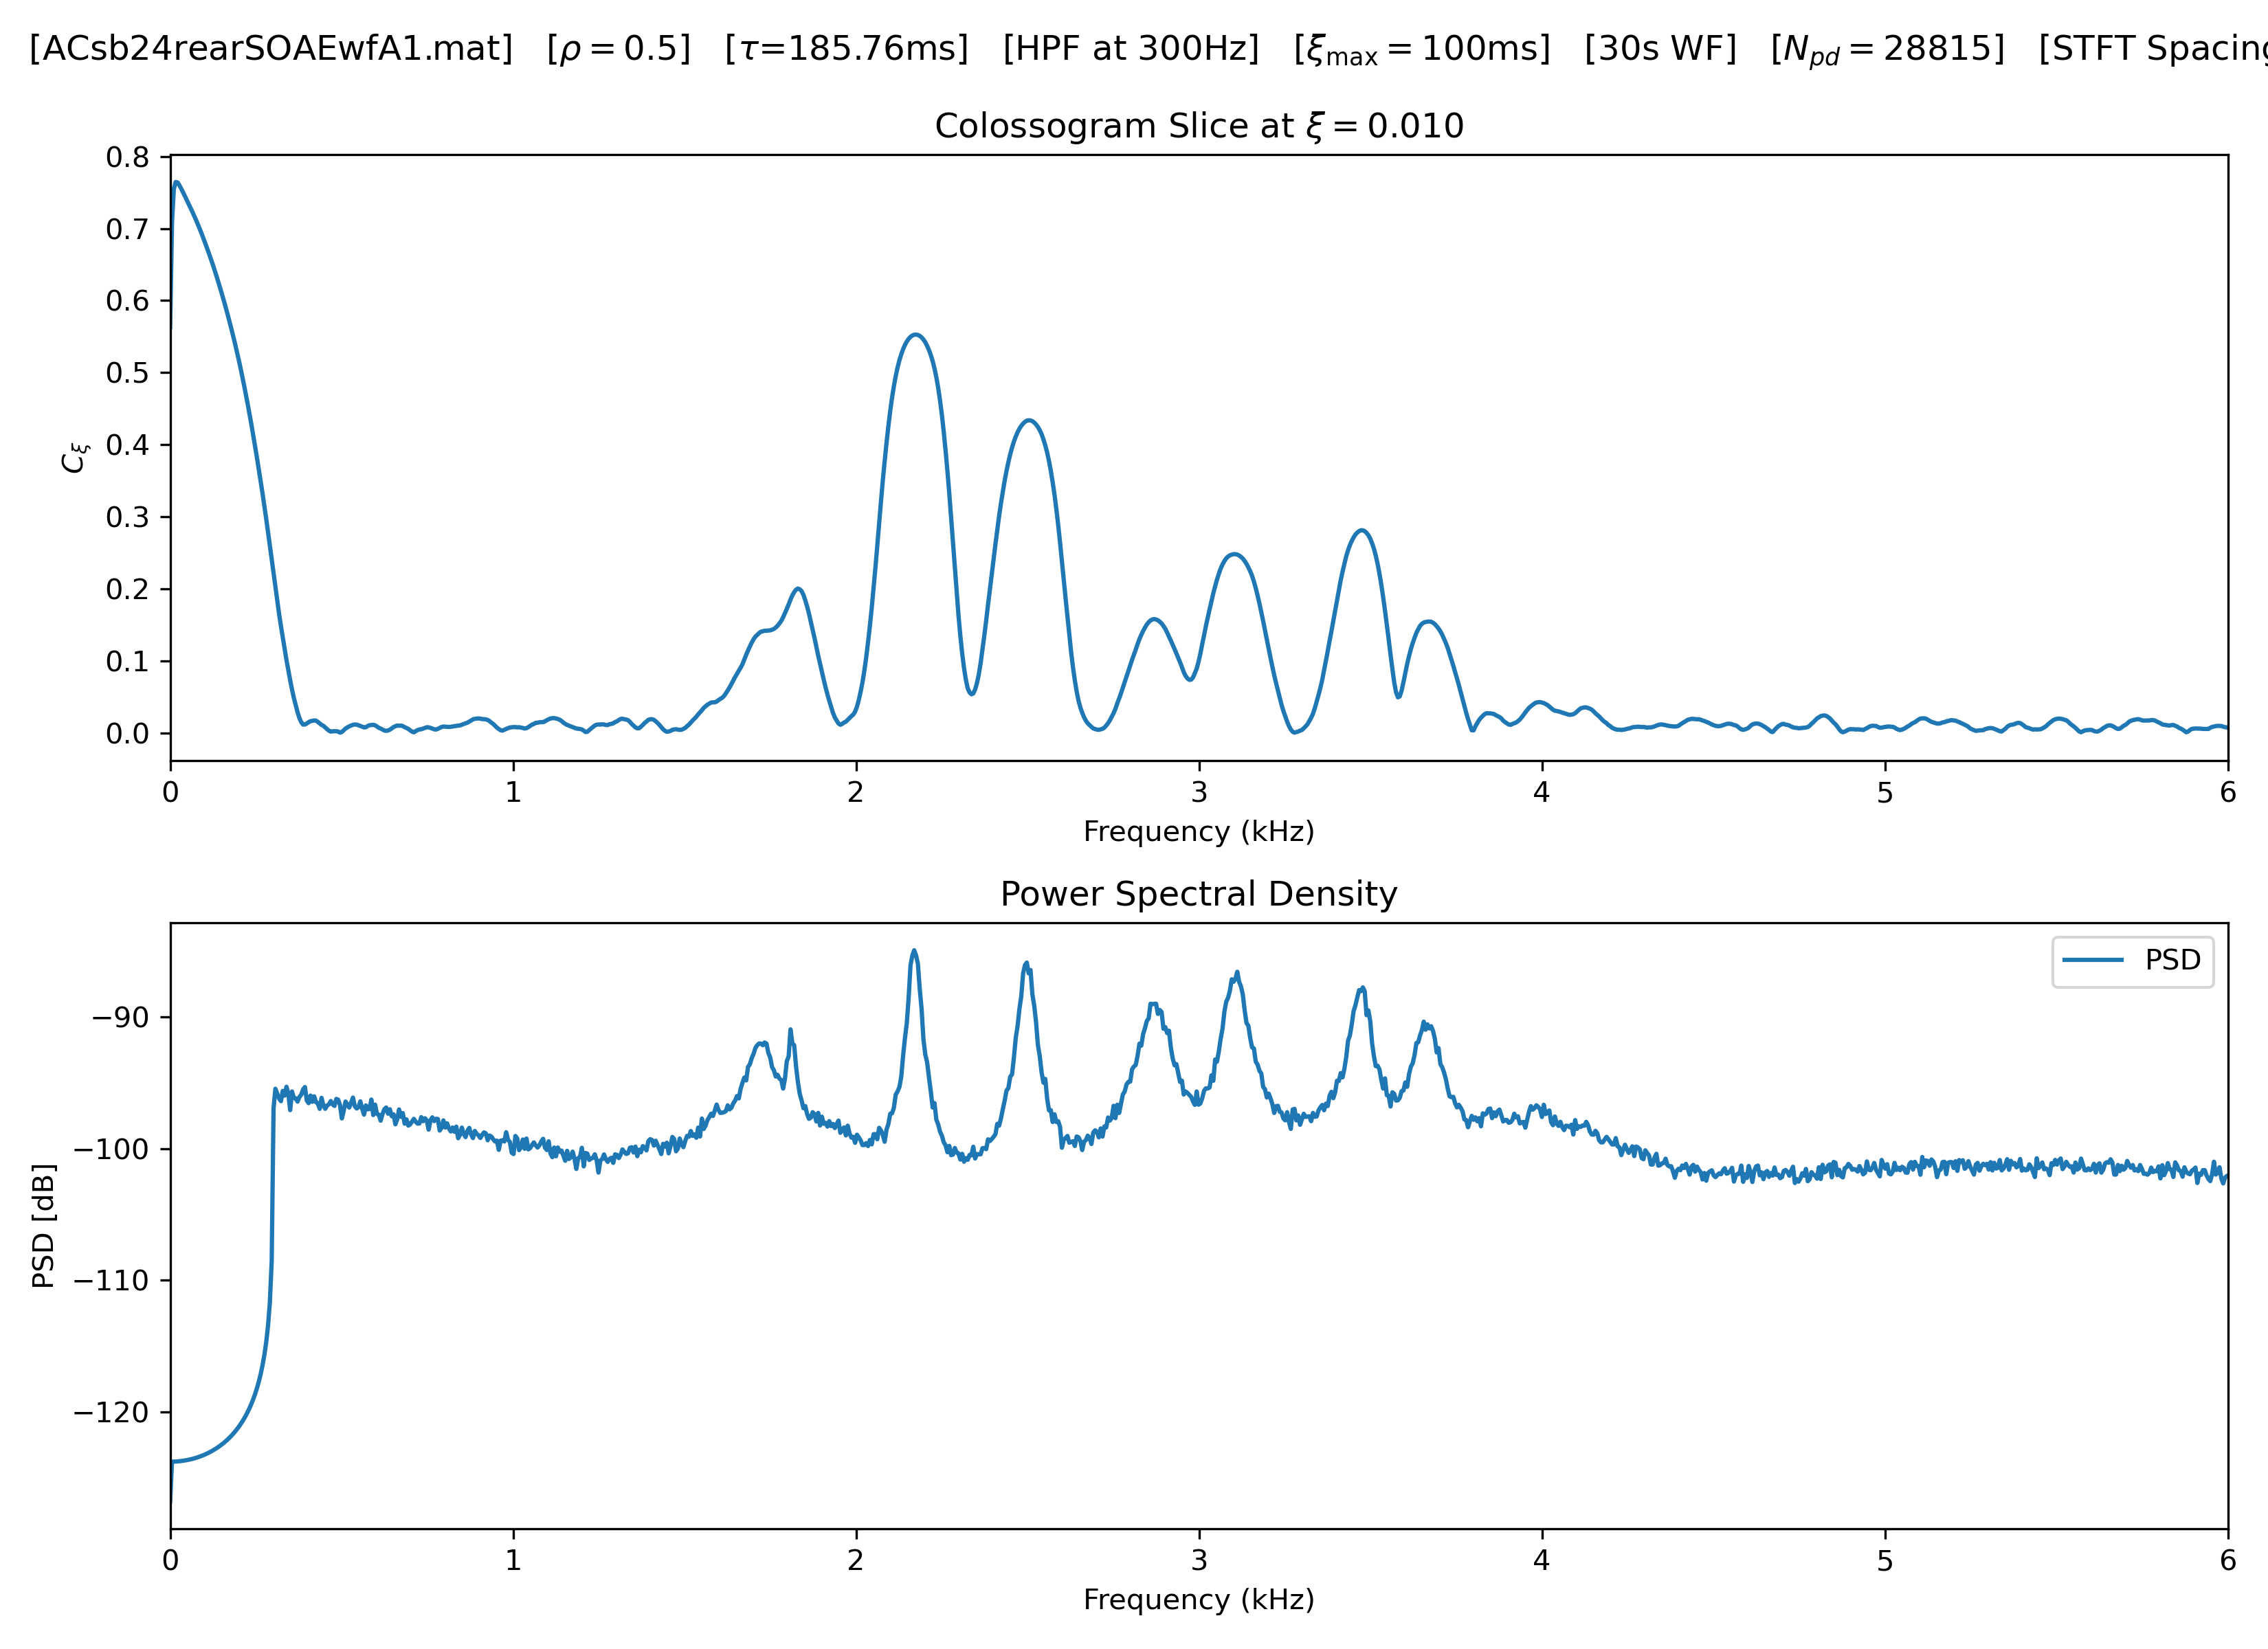 [ACsb24rearSOAEwfA1.mat] [ρ = 0.5] [τ=185.76ms] [HPF at 300Hz] [ξmax = 100ms] [30s WF] [Npd = 28815] [STFT Spacing
Colossogram Slice at ξ = 0.010
0.8
0.7
0.6
0.5
0.4
0.3
0.2
0.1
0.0
Cξ
0 1 2 3 4 5 6
Frequency (kHz)
Power Spectral Density
PSD
−90
−100
−110
−120
PSD [dB]
0 1 2 3 4 5 6
Frequency (kHz)